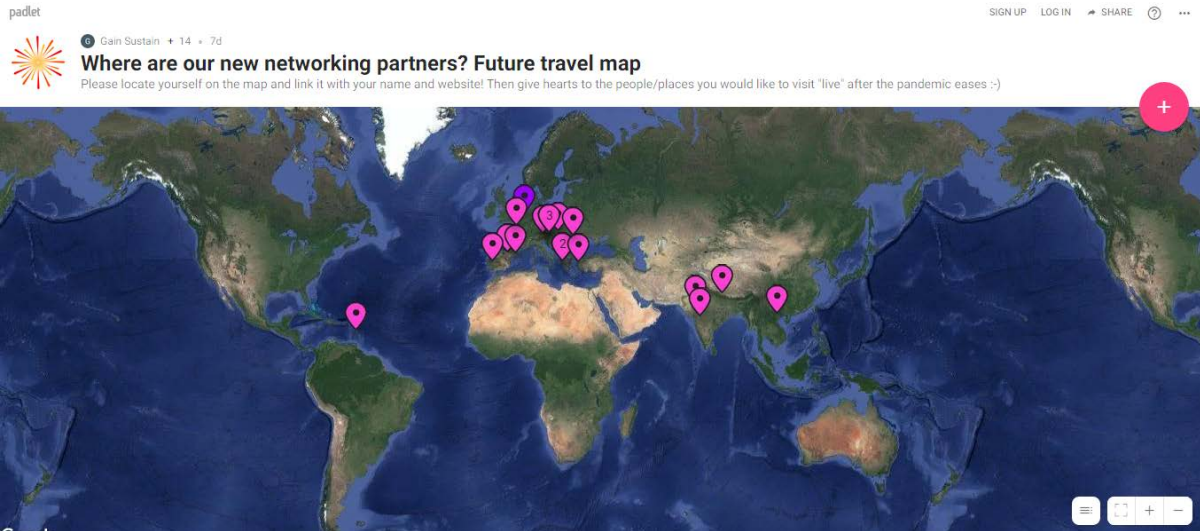 padlet
SIGN UP LOG IN SHARE
G Gain Sustain + 14 • 7d
Where are our new networking partners? Future travel map
Please locate yourself on the map and link it with your name and website! Then give hearts to the people/places you would like to visit "live" after the pandemic eases :-)
3
2